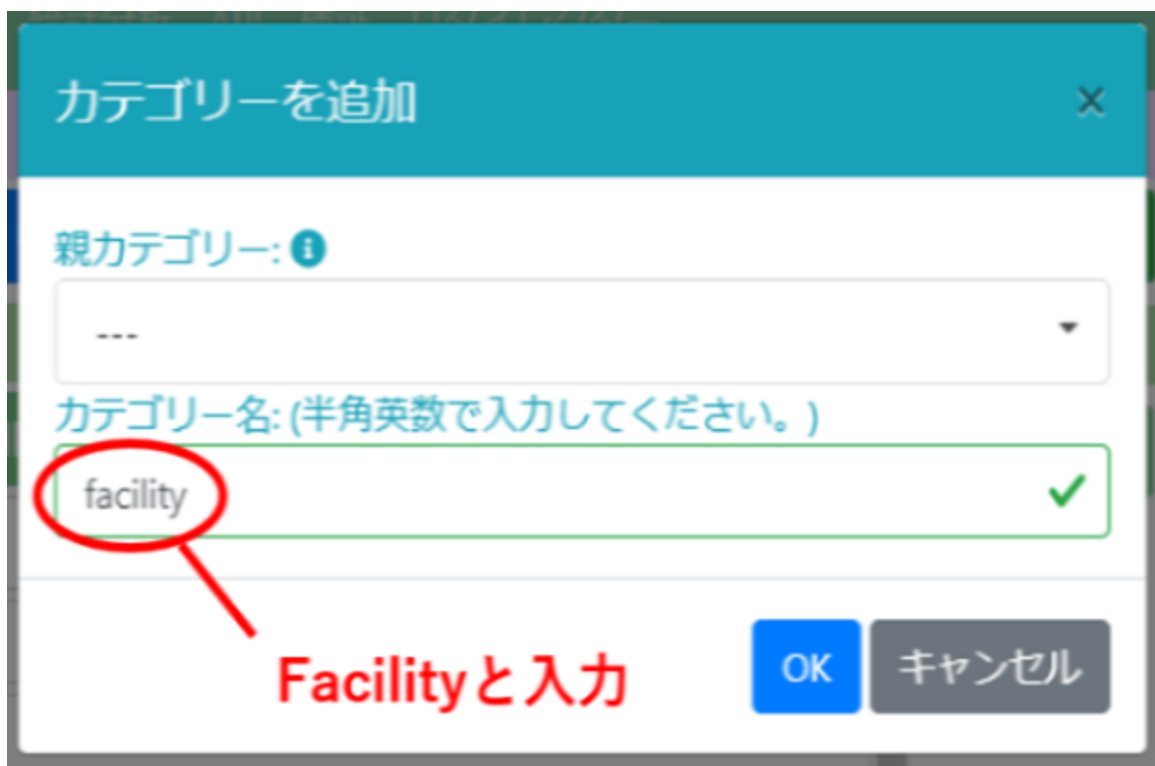 カテゴリーを追加 ×
親カテゴリー:
---
カテゴリー名: (半角英数で入力してください。)
facility
Facilityと入力
OK キャンセル